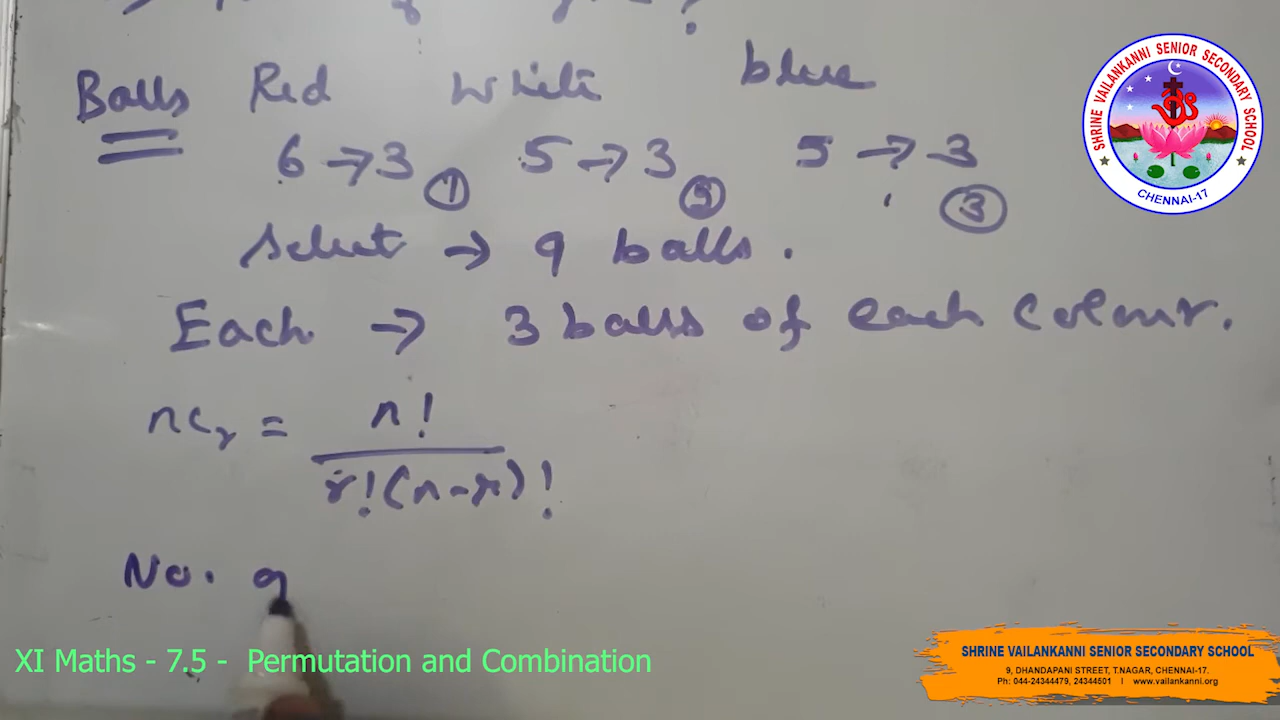 ?
Balls Red White blue
6 → 3 ① 5 → 3 ② 5 → 3 ③
Select → 9 balls.
Each → 3 balls of each colour.
nCr = n!
r!(n-r)!
No. o
SHRINE VAILANKANNI SENIOR SECONDARY SCHOOL
CHENNAI-17
XI Maths - 7.5 - Permutation and Combination
SHRINE VAILANKANNI SENIOR SECONDARY SCHOOL
9, DHANDAPANI STREET, T.NAGAR, CHENNAI-17.
Ph: 044-24344479, 24344501 I www.vailankanni.org